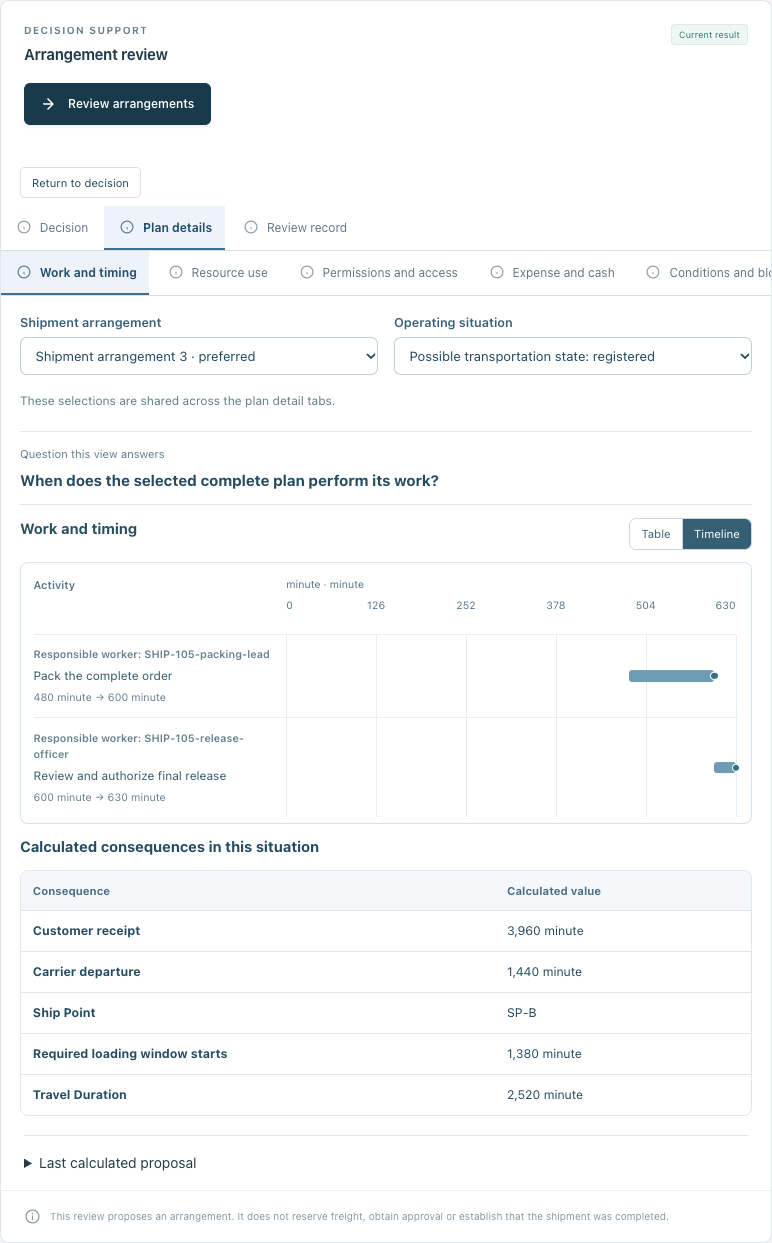 DECISION SUPPORT
Current result
Arrangement review
Review arrangements
Return to decision
Decision
Plan details
Review record
Work and timing
Resource use
Permissions and access
Expense and cash
Conditions and blo
Shipment arrangement
Operating situation
Shipment arrangement 3 · preferred
Possible transportation state: registered
These selections are shared across the plan detail tabs.
Question this view answers
When does the selected complete plan perform its work?
Work and timing
Table
Timeline
Activity
minute · minute
0 126 252 378 504 630
Responsible worker: SHIP-105-packing-lead
Pack the complete order
480 minute → 600 minute
Responsible worker: SHIP-105-release-
officer
Review and authorize final release
600 minute → 630 minute
Calculated consequences in this situation
Consequence Calculated value
Customer receipt 3,960 minute
Carrier departure 1,440 minute
Ship Point SP-B
Required loading window starts 1,380 minute
Travel Duration 2,520 minute
Last calculated proposal
This review proposes an arrangement. It does not reserve freight, obtain approval or establish that the shipment was completed.